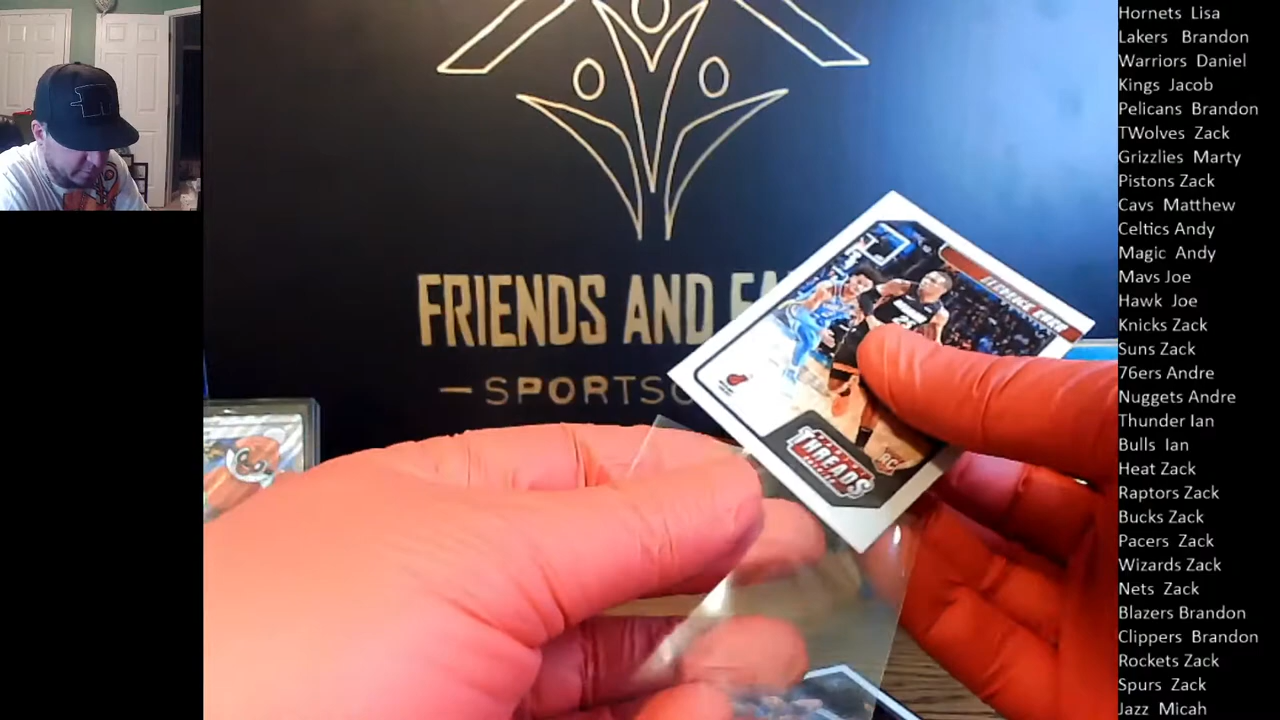 FRIENDS AND FA
SPORTSC
THREADS
RC
Hornets Lisa
Lakers Brandon
Warriors Daniel
Kings Jacob
Pelicans Brandon
TWolves Zack
Grizzlies Marty
Pistons Zack
Cavs Matthew
Celtics Andy
Magic Andy
Mavs Joe
Hawk Joe
Knicks Zack
Suns Zack
76ers Andre
Nuggets Andre
Thunder Ian
Bulls Ian
Heat Zack
Raptors Zack
Bucks Zack
Pacers Zack
Wizards Zack
Nets Zack
Blazers Brandon
Clippers Brandon
Rockets Zack
Spurs Zack
Jazz Micah